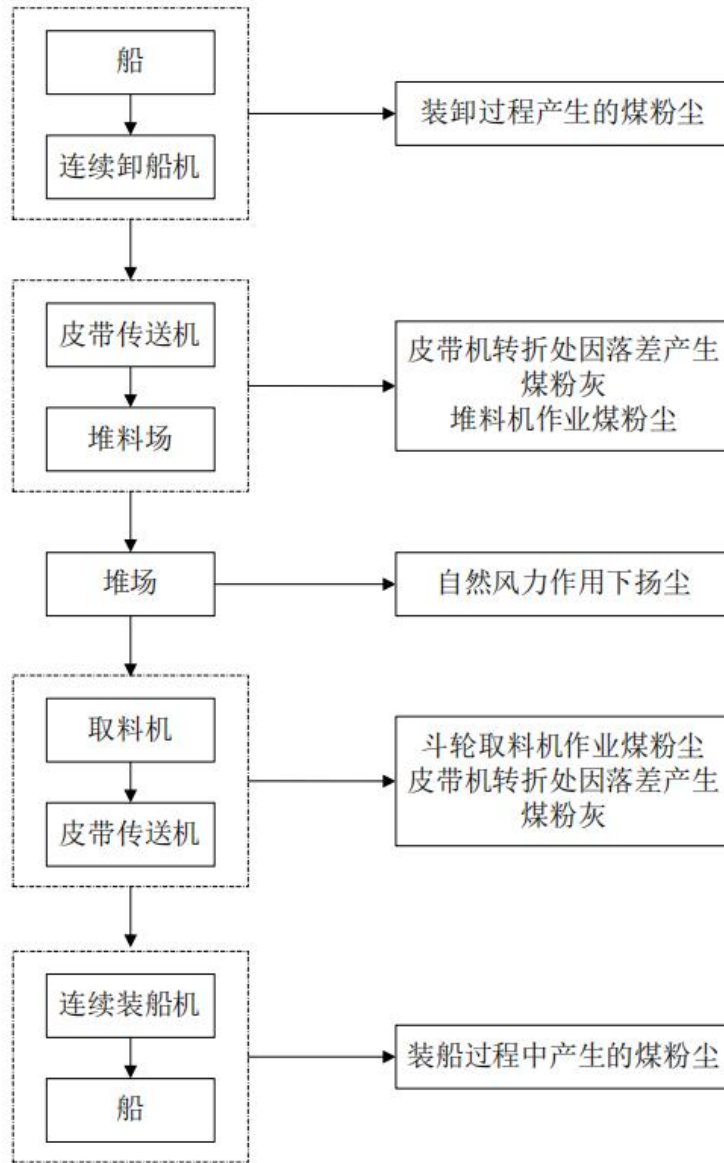 船
连续卸船机
装卸过程产生的煤粉尘
皮带传送机
堆料场
皮带机转折处因落差产生
煤粉灰
堆料机作业煤粉尘
堆场
自然风力作用下扬尘
取料机
皮带传送机
斗轮取料机作业煤粉尘
皮带机转折处因落差产生
煤粉灰
连续装船机
船
装船过程中产生的煤粉尘